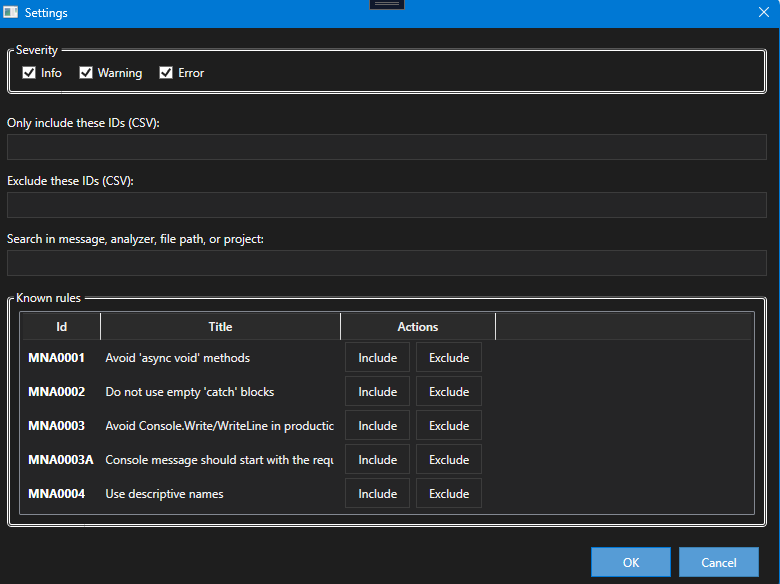 Settings
Severity
Info Warning Error
Only include these IDs (CSV):
Exclude these IDs (CSV):
Search in message, analyzer, file path, or project:
Known rules
Id Title Actions
MNA0001 Avoid 'async void' methods Include Exclude
MNA0002 Do not use empty 'catch' blocks Include Exclude
MNA0003 Avoid Console.Write/WriteLine in productic Include Exclude
MNA0003A Console message should start with the requ Include Exclude
MNA0004 Use descriptive names Include Exclude
OK Cancel